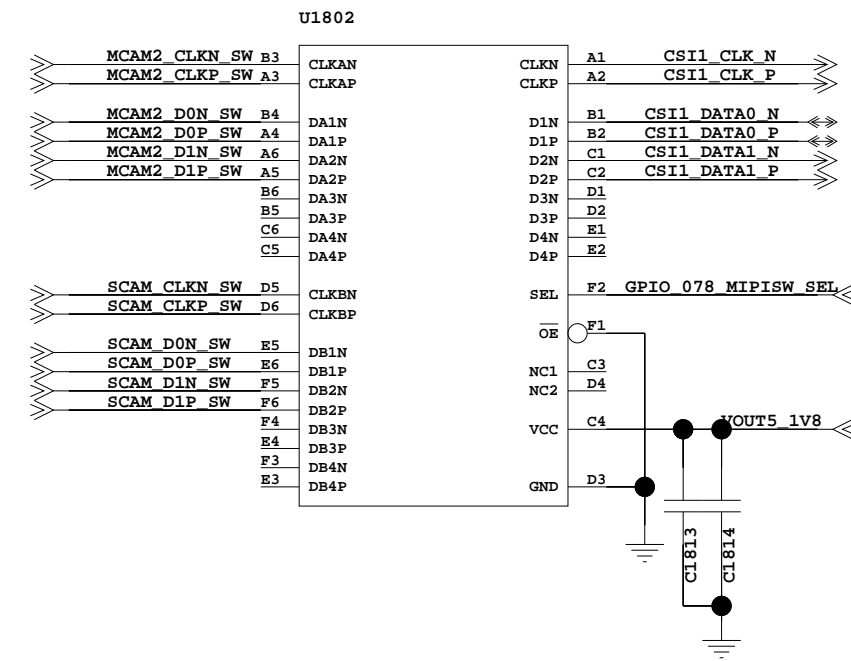 U1802
MCAM2_CLKN_SW B3 CLKAN CLKN A1 CSI1_CLK_N
MCAM2_CLKP_SW A3 CLKAP CLKP A2 CSI1_CLK_P
MCAM2_D0N_SW B4 DA1N D1N B1 CSI1_DATA0_N
MCAM2_D0P_SW A4 DA1P D1P B2 CSI1_DATA0_P
MCAM2_D1N_SW A6 DA2N D2N C1 CSI1_DATA1_N
MCAM2_D1P_SW A5 DA2P D2P C2 CSI1_DATA1_P
B6 DA3N D3N D1
B5 DA3P D3P D2
C6 DA4N D4N E1
C5 DA4P D4P E2
SCAM_CLKN_SW D5 CLKBN SEL F2 GPIO_078_MIPISW_SEL
SCAM_CLKP_SW D6 CLKBP
OE F1
SCAM_D0N_SW E5 DB1N
SCAM_D0P_SW E6 DB1P NC1 C3
SCAM_D1N_SW F5 DB2N NC2 D4
SCAM_D1P_SW F6 DB2P
F4 DB3N VCC C4 VOUT5_1V8
E4 DB3P
F3 DB4N
E3 DB4P GND D3
C1813
C1814